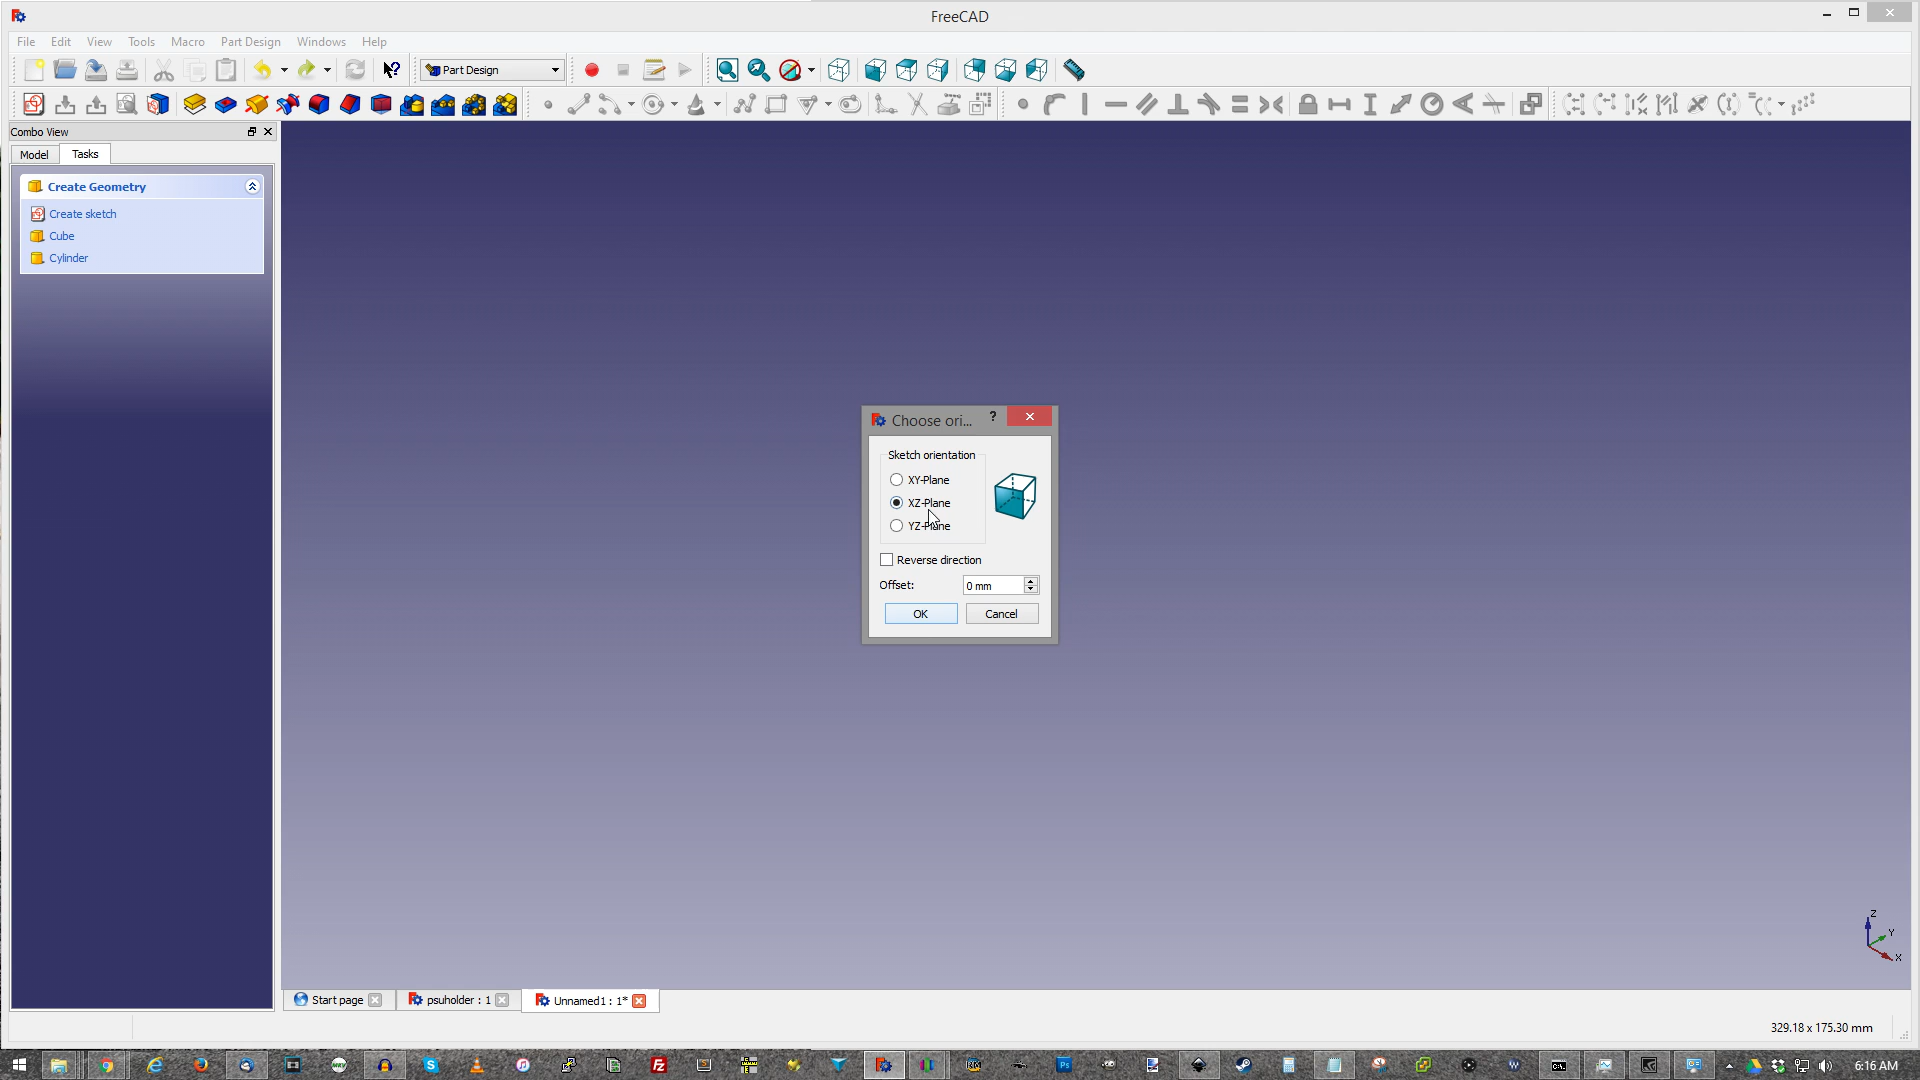 FreeCAD
File Edit View Tools Macro Part Design Windows Help
Part Design
Combo View
Model Tasks
Create Geometry
Create sketch
Cube
Cylinder
Choose ori... ?
Sketch orientation
XY-Plane
XZ-Plane
YZ-Plane
Reverse direction
Offset: 0 mm
OK Cancel
Z
Y
X
Start page psuholder : 1 Unnamed1 : 1*
329.18 x 175.30 mm
6:16 AM